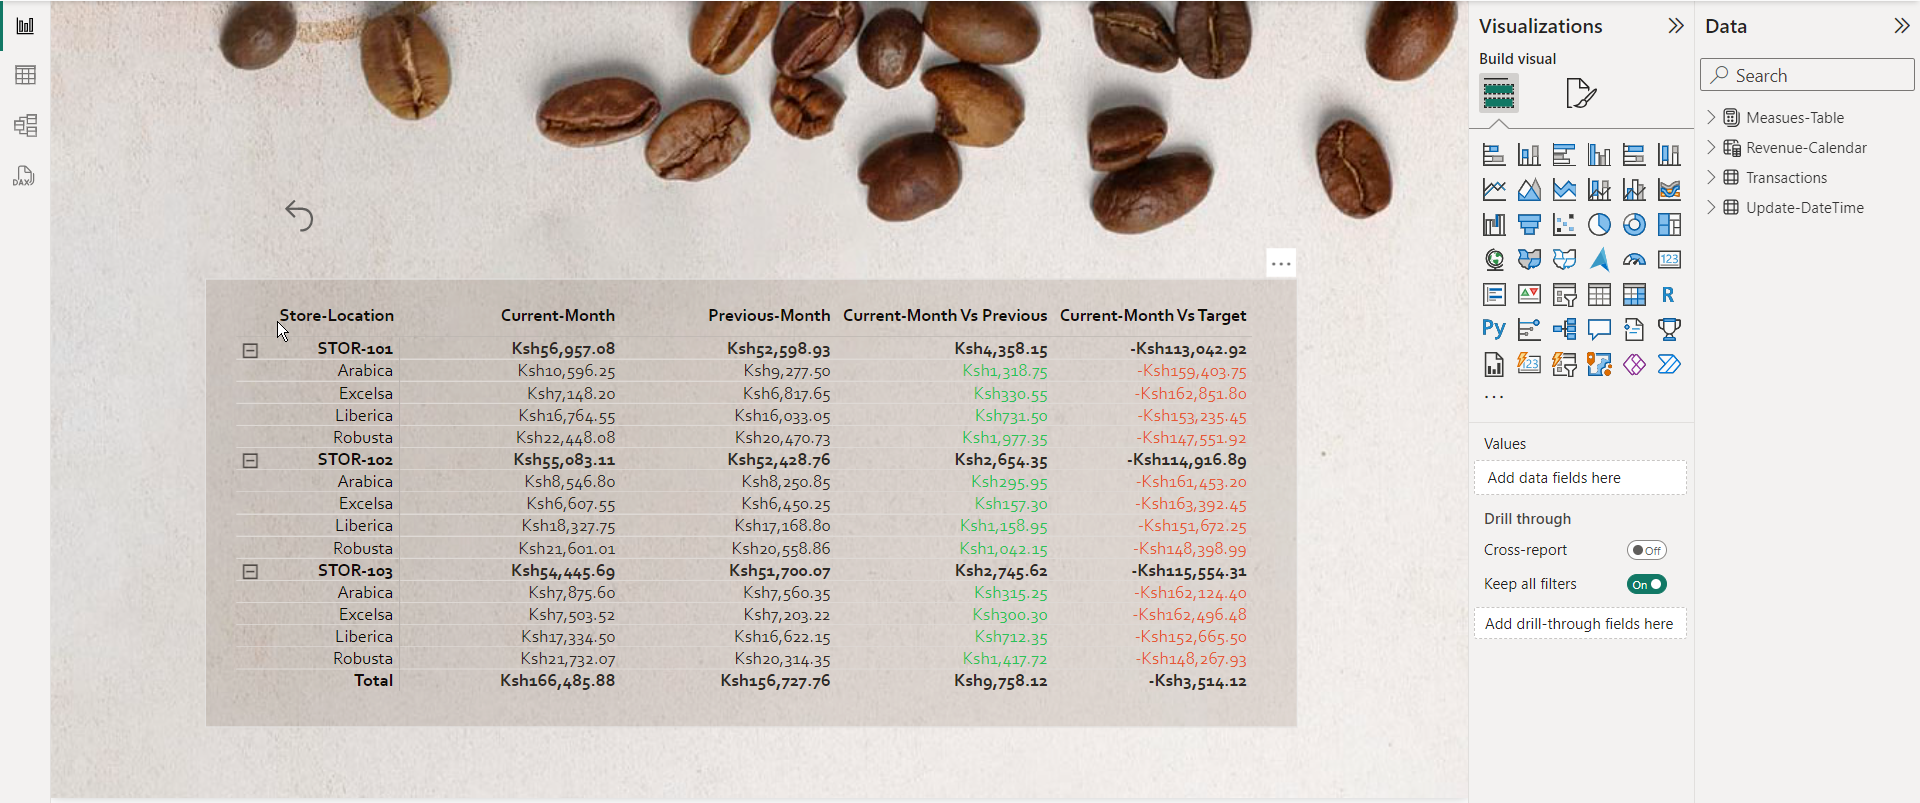 Visualizations
Data
Build visual
Search
Measues-Table
Revenue-Calendar
Transactions
Update-DateTime
DAX
123
R
Py
123
...
Store-Location Current-Month Previous-Month Current-Month Vs Previous Current-Month Vs Target
STOR-101 Ksh56,957.08 Ksh52,598.93 Ksh4,358.15 -Ksh113,042.92
Arabica Ksh10,596.25 Ksh9,277.50 Ksh1,318.75 -Ksh159,403.75
Excelsa Ksh7,148.20 Ksh6,817.65 Ksh330.55 -Ksh162,851.80
Liberica Ksh16,764.55 Ksh16,033.05 Ksh731.50 -Ksh153,235.45
Robusta Ksh22,448.08 Ksh20,470.73 Ksh1,977.35 -Ksh147,551.92
STOR-102 Ksh55,083.11 Ksh52,428.76 Ksh2,654.35 -Ksh114,916.89
Arabica Ksh8,546.80 Ksh8,250.85 Ksh295.95 -Ksh161,453.20
Excelsa Ksh6,607.55 Ksh6,450.25 Ksh157.30 -Ksh163,392.45
Liberica Ksh18,327.75 Ksh17,168.80 Ksh1,158.95 -Ksh151,672.25
Robusta Ksh21,601.01 Ksh20,558.86 Ksh1,042.15 -Ksh148,398.99
STOR-103 Ksh54,445.69 Ksh51,700.07 Ksh2,745.62 -Ksh115,554.31
Arabica Ksh7,875.60 Ksh7,560.35 Ksh315.25 -Ksh162,124.40
Excelsa Ksh7,503.52 Ksh7,203.22 Ksh300.30 -Ksh162,496.48
Liberica Ksh17,334.50 Ksh16,622.15 Ksh712.35 -Ksh152,665.50
Robusta Ksh21,732.07 Ksh20,314.35 Ksh1,417.72 -Ksh148,267.93
Total Ksh166,485.88 Ksh156,727.76 Ksh9,758.12 -Ksh3,514.12
Values
Add data fields here
Drill through
Cross-report Off
Keep all filters On
Add drill-through fields here